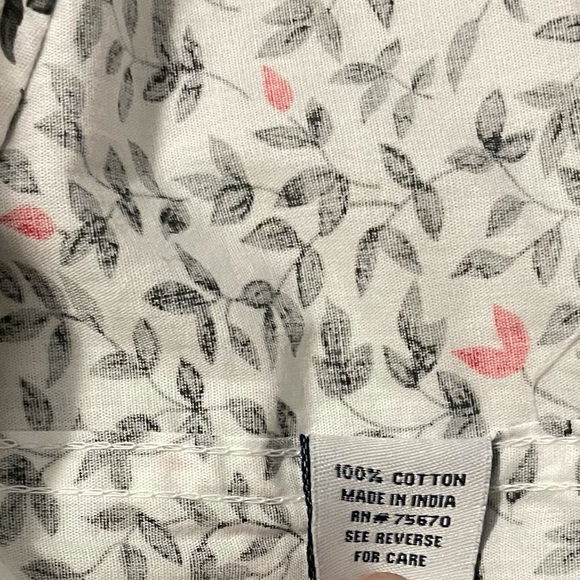 100% COTTON
MADE IN INDIA
RN# 75670
SEE REVERSE
FOR CARE